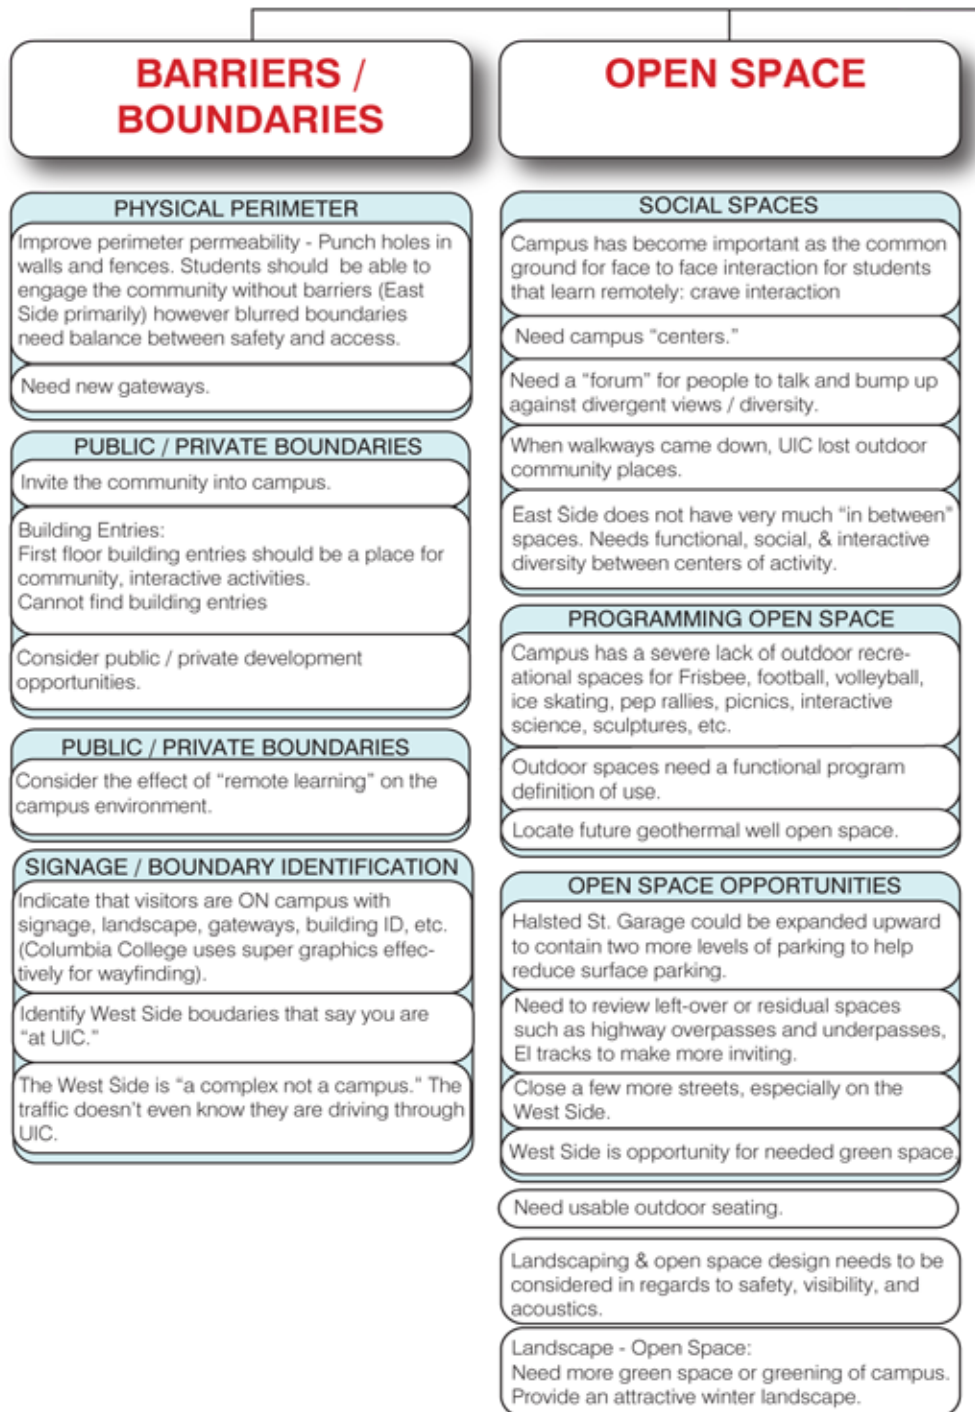 BARRIERS /
BOUNDARIES
PHYSICAL PERIMETER
Improve perimeter permeability - Punch holes in
walls and fences. Students should be able to
engage the community without barriers (East
Side primarily) however blurred boundaries
need balance between safety and access.
Need new gateways.
PUBLIC / PRIVATE BOUNDARIES
Invite the community into campus.
Building Entries:
First floor building entries should be a place for
community, interactive activities.
Cannot find building entries
Consider public / private development
opportunities.
PUBLIC / PRIVATE BOUNDARIES
Consider the effect of “remote learning” on the
campus environment.
SIGNAGE / BOUNDARY IDENTIFICATION
Indicate that visitors are ON campus with
signage, landscape, gateways, building ID, etc.
(Columbia College uses super graphics effec-
tively for wayfinding).
Identify West Side boudaries that say you are
“at UIC.”
The West Side is “a complex not a campus.” The
traffic doesn’t even know they are driving through
UIC.
OPEN SPACE
SOCIAL SPACES
Campus has become important as the common
ground for face to face interaction for students
that learn remotely: crave interaction
Need campus “centers.”
Need a “forum” for people to talk and bump up
against divergent views / diversity.
When walkways came down, UIC lost outdoor
community places.
East Side does not have very much “in between”
spaces. Needs functional, social, & interactive
diversity between centers of activity.
PROGRAMMING OPEN SPACE
Campus has a severe lack of outdoor recre-
ational spaces for Frisbee, football, volleyball,
ice skating, pep rallies, picnics, interactive
science, sculptures, etc.
Outdoor spaces need a functional program
definition of use.
Locate future geothermal well open space.
OPEN SPACE OPPORTUNITIES
Halsted St. Garage could be expanded upward
to contain two more levels of parking to help
reduce surface parking.
Need to review left-over or residual spaces
such as highway overpasses and underpasses,
El tracks to make more inviting.
Close a few more streets, especially on the
West Side.
West Side is opportunity for needed green space.
Need usable outdoor seating.
Landscaping & open space design needs to be
considered in regards to safety, visibility, and
acoustics.
Landscape - Open Space:
Need more green space or greening of campus.
Provide an attractive winter landscape.